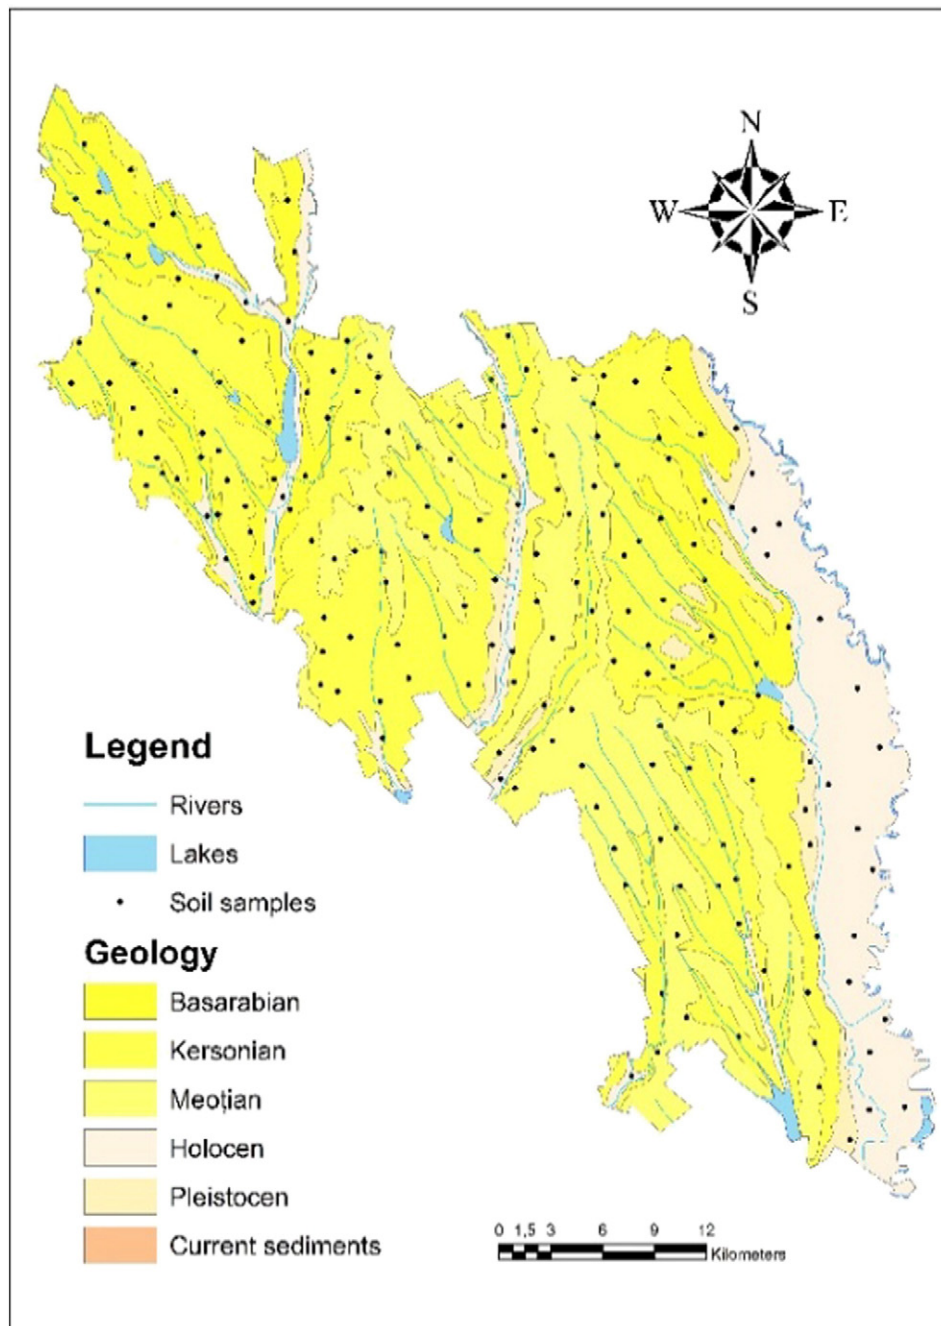 N
W E
S
Legend
Rivers
Lakes
Soil samples
Geology
Basarabian
Kersonian
Meoțian
Holocen
Pleistocen
Current sediments
0 1,5 3 6 9 12
Kilometers